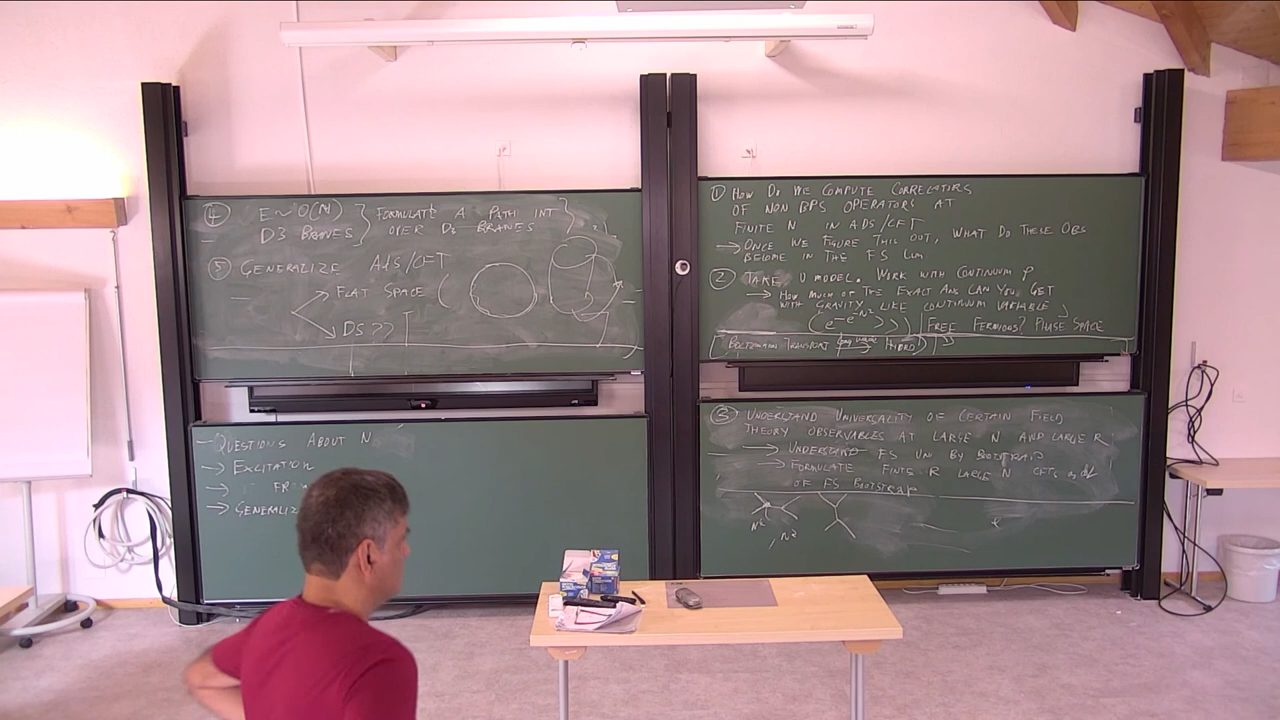 ④ E ~ O(N) } FORMULATE A PATH INT
D3 BRANES } OVER D3 BRANES
⑤ GENERALIZE ADS/CFT
→ FLAT SPACE
→ DS >>
- QUESTIONS ABOUT NS
→ EXCITATION
→
→ GENERALIZ
① HOW DO WE COMPUTE CORRELATORS
OF NON BPS OPERATORS AT
FINITE N IN ADS/CFT
→ ONCE WE FIGURE THIS OUT, WHAT DO THESE OBS
BECOME IN THE FS LIM
② TAKE U MODEL. WORK WITH CONTINUUM ρ
→ HOW MUCH OF THE EXACT ANS CAN YOU GET
WITH GRAVITY LIKE CONTINUUM VARIABLE
FREE FERMIONS? PHASE SPACE
BOLTZMANN TRANSPORT → HYDRO
③ UNDERSTAND UNIVERSALITY OF CERTAIN FIELD
THEORY OBSERVABLES AT LARGE N AND LARGE R
→ UNDERSTAND FS UNI BY BOOTSTRAP
→ FORMULATE FINITE R LARGE N CFTs as def
OF FS BOOTSTRAP